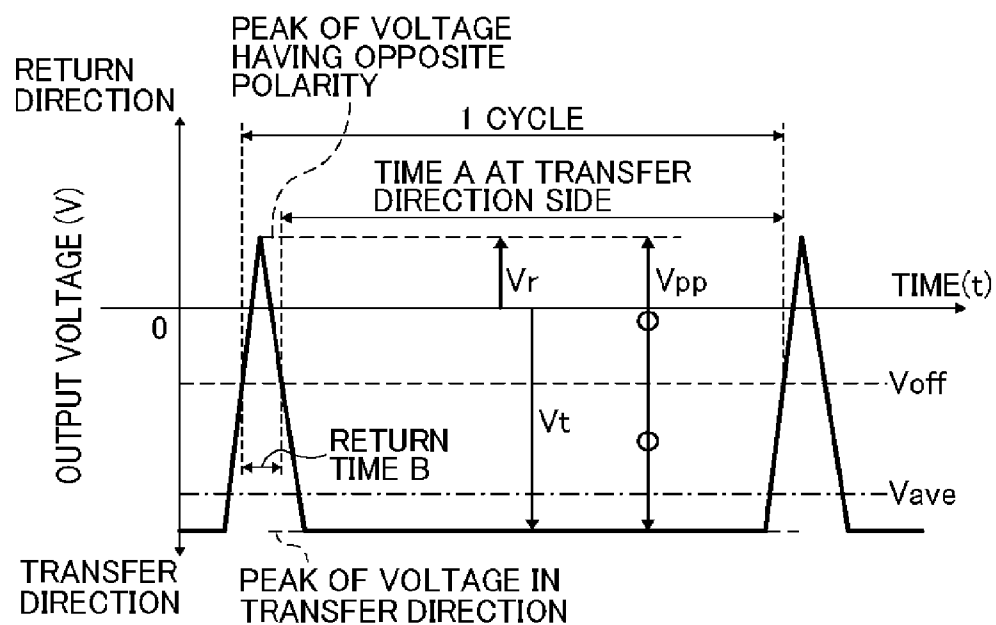 PEAK OF VOLTAGE
HAVING OPPOSITE
POLARITY
RETURN
DIRECTION
1 CYCLE
TIME A AT TRANSFER
DIRECTION SIDE
OUTPUT VOLTAGE (V)
Vr
Vpp
TIME(t)
0
Voff
Vt
RETURN
TIME B
Vave
TRANSFER
DIRECTION
PEAK OF VOLTAGE IN
TRANSFER DIRECTION